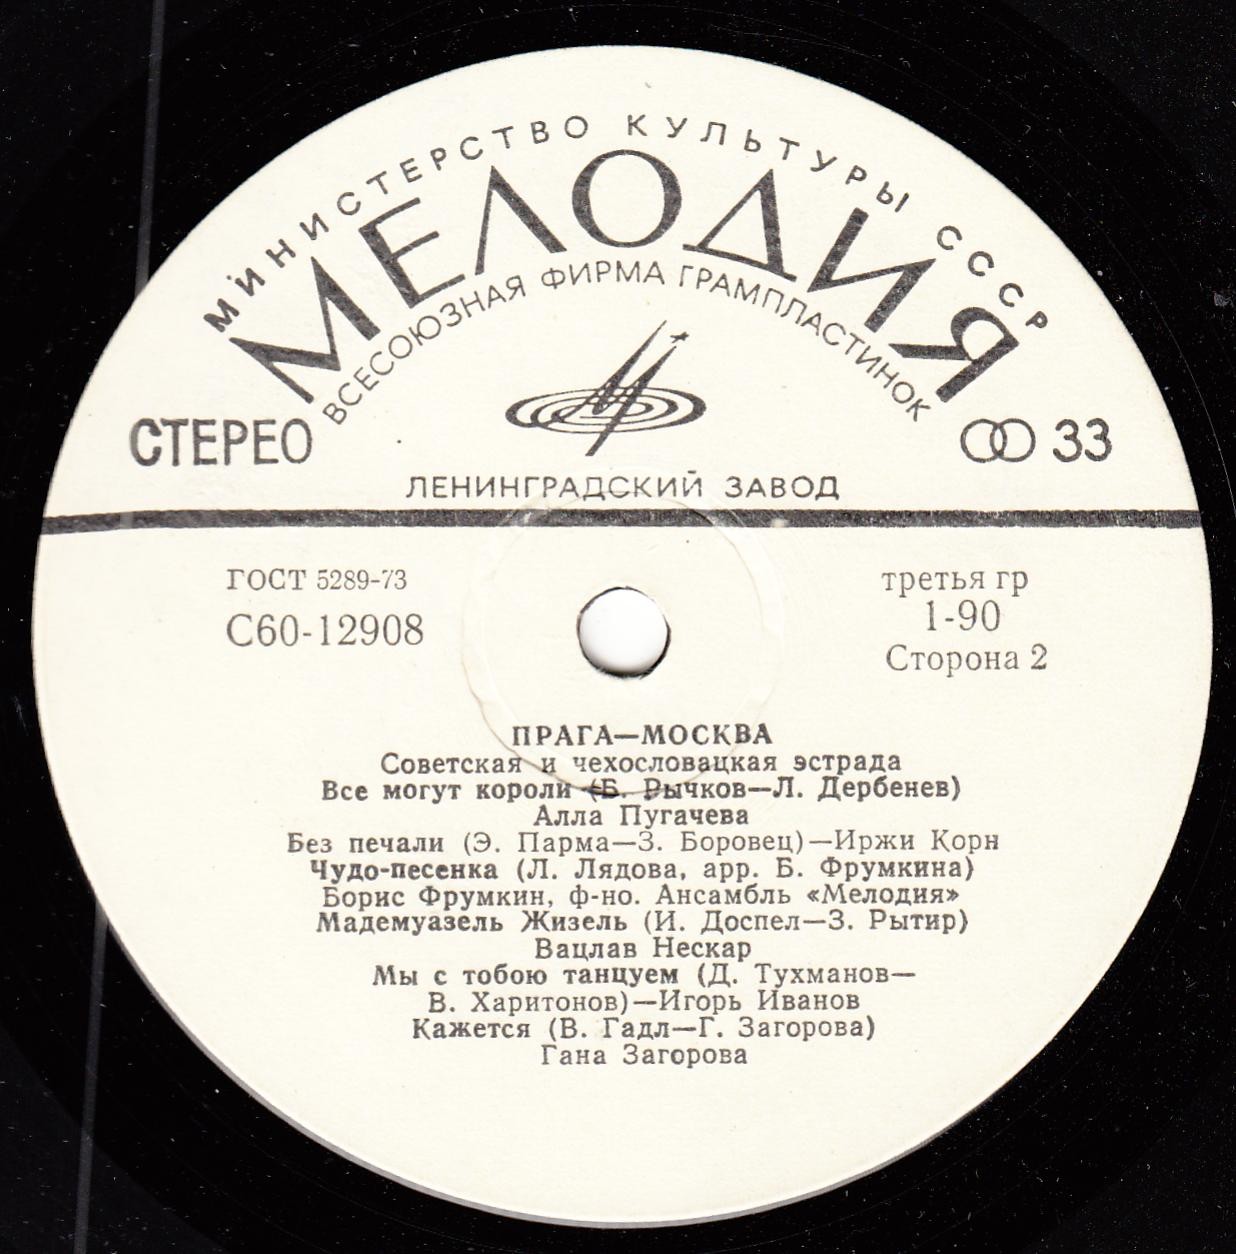 МИНИСТЕРСТВО КУЛЬТУРЫ СССР
МЕЛОДИЯ
ВСЕСОЮЗНАЯ ФИРМА ГРАМПЛАСТИНОК
СТЕРЕО
33
ЛЕНИНГРАДСКИЙ ЗАВОД
ГОСТ 5289-73
С60-12908
третья гр
1-90
Сторона 2
ПРАГА—МОСКВА
Советская и чехословацкая эстрада
Все могут короли (Б. Рычков—Л. Дербенев)
Алла Пугачева
Без печали (Э. Парма—З. Боровец)—Иржи Корн
Чудо-песенка (Л. Лядова, арр. Б. Фрумкина)
Борис Фрумкин, ф-но. Ансамбль «Мелодия»
Мадемуазель Жизель (И. Доспел—З. Рытир)
Вацлав Нескар
Мы с тобою танцуем (Д. Тухманов—
В. Харитонов)—Игорь Иванов
Кажется (В. Гадл—Г. Загорова)
Гана Загорова